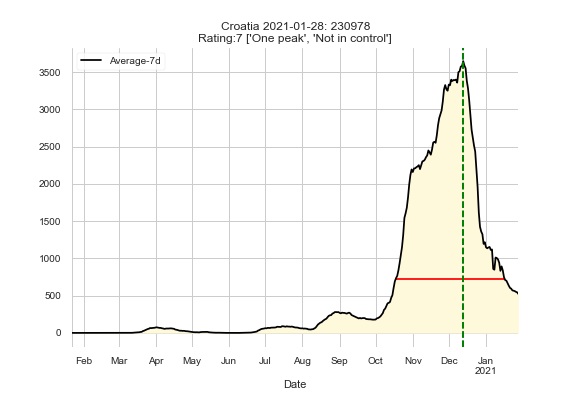 Croatia 2021-01-28: 230978
Rating:7 ['One peak', 'Not in control']
Average-7d
3500
3000
2500
2000
1500
1000
500
0
Feb Mar Apr May Jun Jul Aug Sep Oct Nov Dec Jan
2021
Date